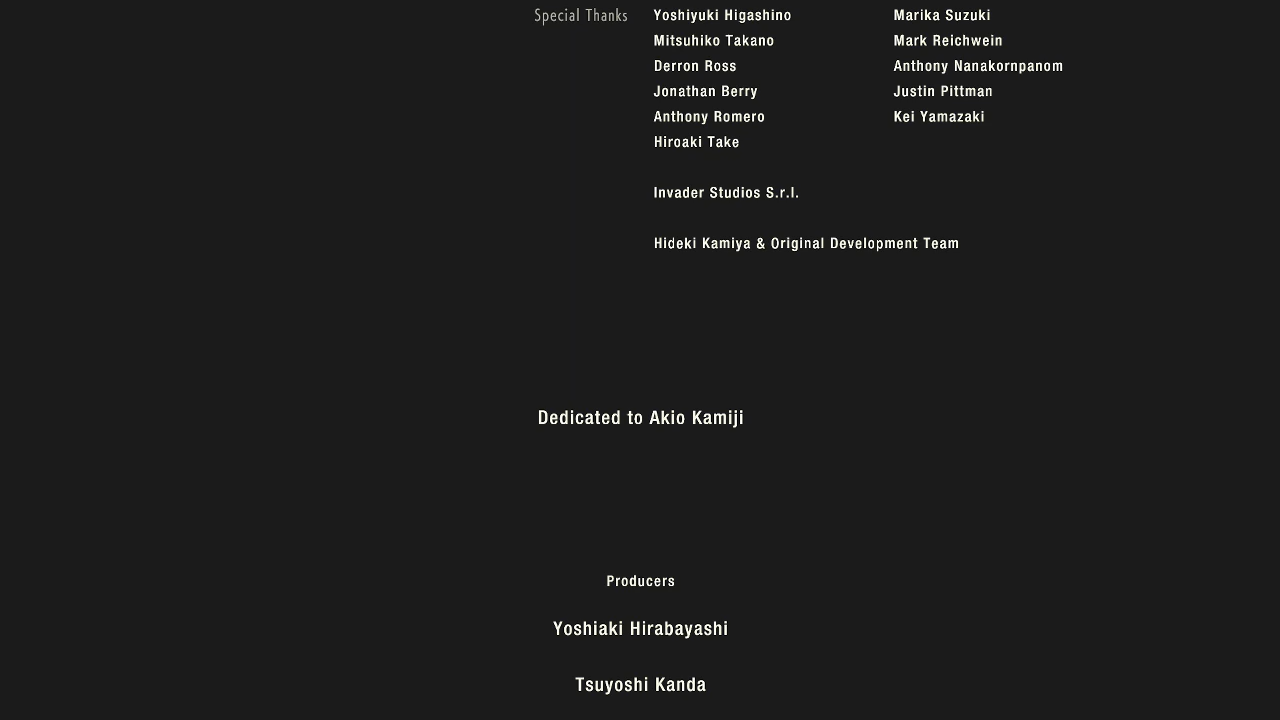 Special Thanks Yoshiyuki Higashino Marika Suzuki
Mitsuhiko Takano Mark Reichwein
Derron Ross Anthony Nanakornpanom
Jonathan Berry Justin Pittman
Anthony Romero Kei Yamazaki
Hiroaki Take
Invader Studios S.r.l.
Hideki Kamiya & Original Development Team
Dedicated to Akio Kamiji
Producers
Yoshiaki Hirabayashi
Tsuyoshi Kanda